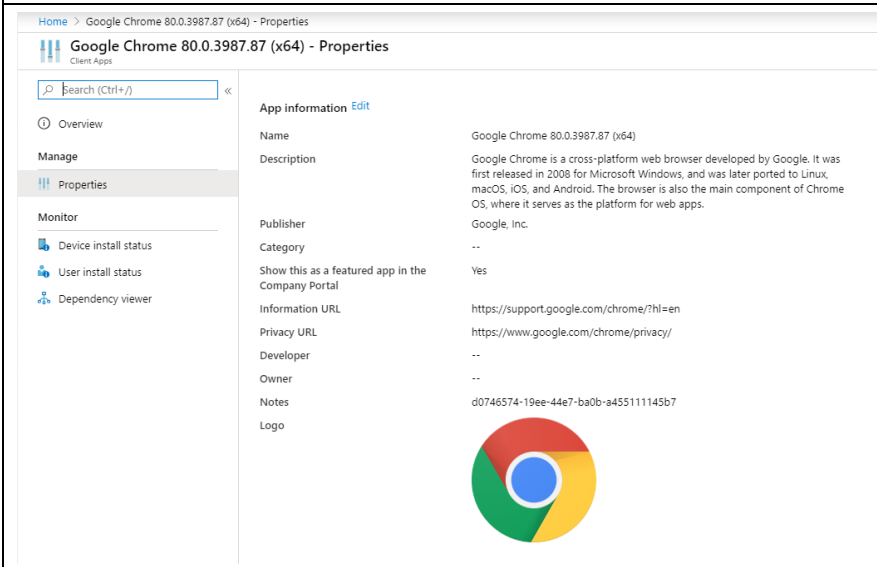 Home > Google Chrome 80.0.3987.87 (x64) - Properties
Google Chrome 80.0.3987.87 (x64) - Properties
Client Apps
Search (Ctrl+/)
«
Overview
Manage
Properties
Monitor
Device install status
User install status
Dependency viewer
App information Edit
Name Google Chrome 80.0.3987.87 (x64)
Description Google Chrome is a cross-platform web browser developed by Google. It was
first released in 2008 for Microsoft Windows, and was later ported to Linux,
macOS, iOS, and Android. The browser is also the main component of Chrome
OS, where it serves as the platform for web apps.
Publisher Google, Inc.
Category --
Show this as a featured app in the Yes
Company Portal
Information URL https://support.google.com/chrome/?hl=en
Privacy URL https://www.google.com/chrome/privacy/
Developer --
Owner --
Notes d0746574-19ee-44e7-ba0b-a455111145b7
Logo